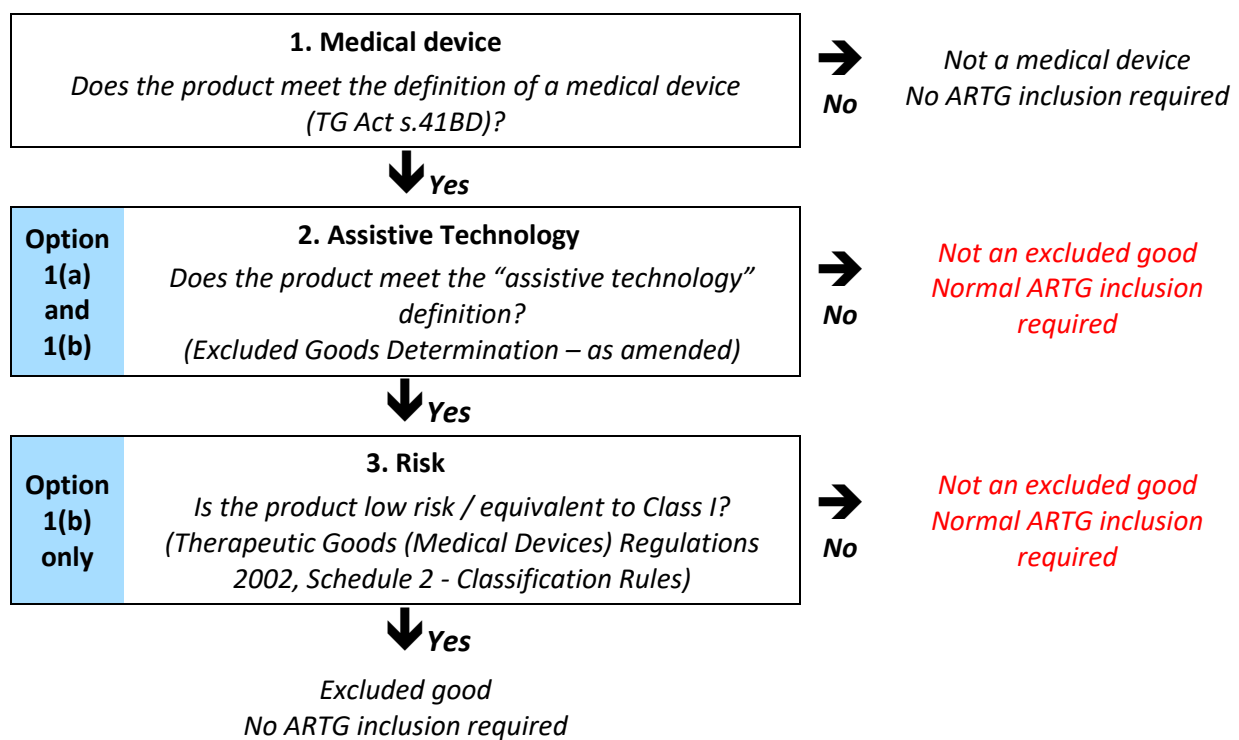 1. Medical device
Does the product meet the definition of a medical device
(TG Act s.41BD)?
No
Not a medical device
No ARTG inclusion required
Yes
Option
1(a)
and
1(b)
2. Assistive Technology
Does the product meet the “assistive technology”
definition?
(Excluded Goods Determination – as amended)
No
Not an excluded good
Normal ARTG inclusion
required
Yes
Option
1(b)
only
3. Risk
Is the product low risk / equivalent to Class I?
(Therapeutic Goods (Medical Devices) Regulations
2002, Schedule 2 - Classification Rules)
No
Not an excluded good
Normal ARTG inclusion
required
Yes
Excluded good
No ARTG inclusion required